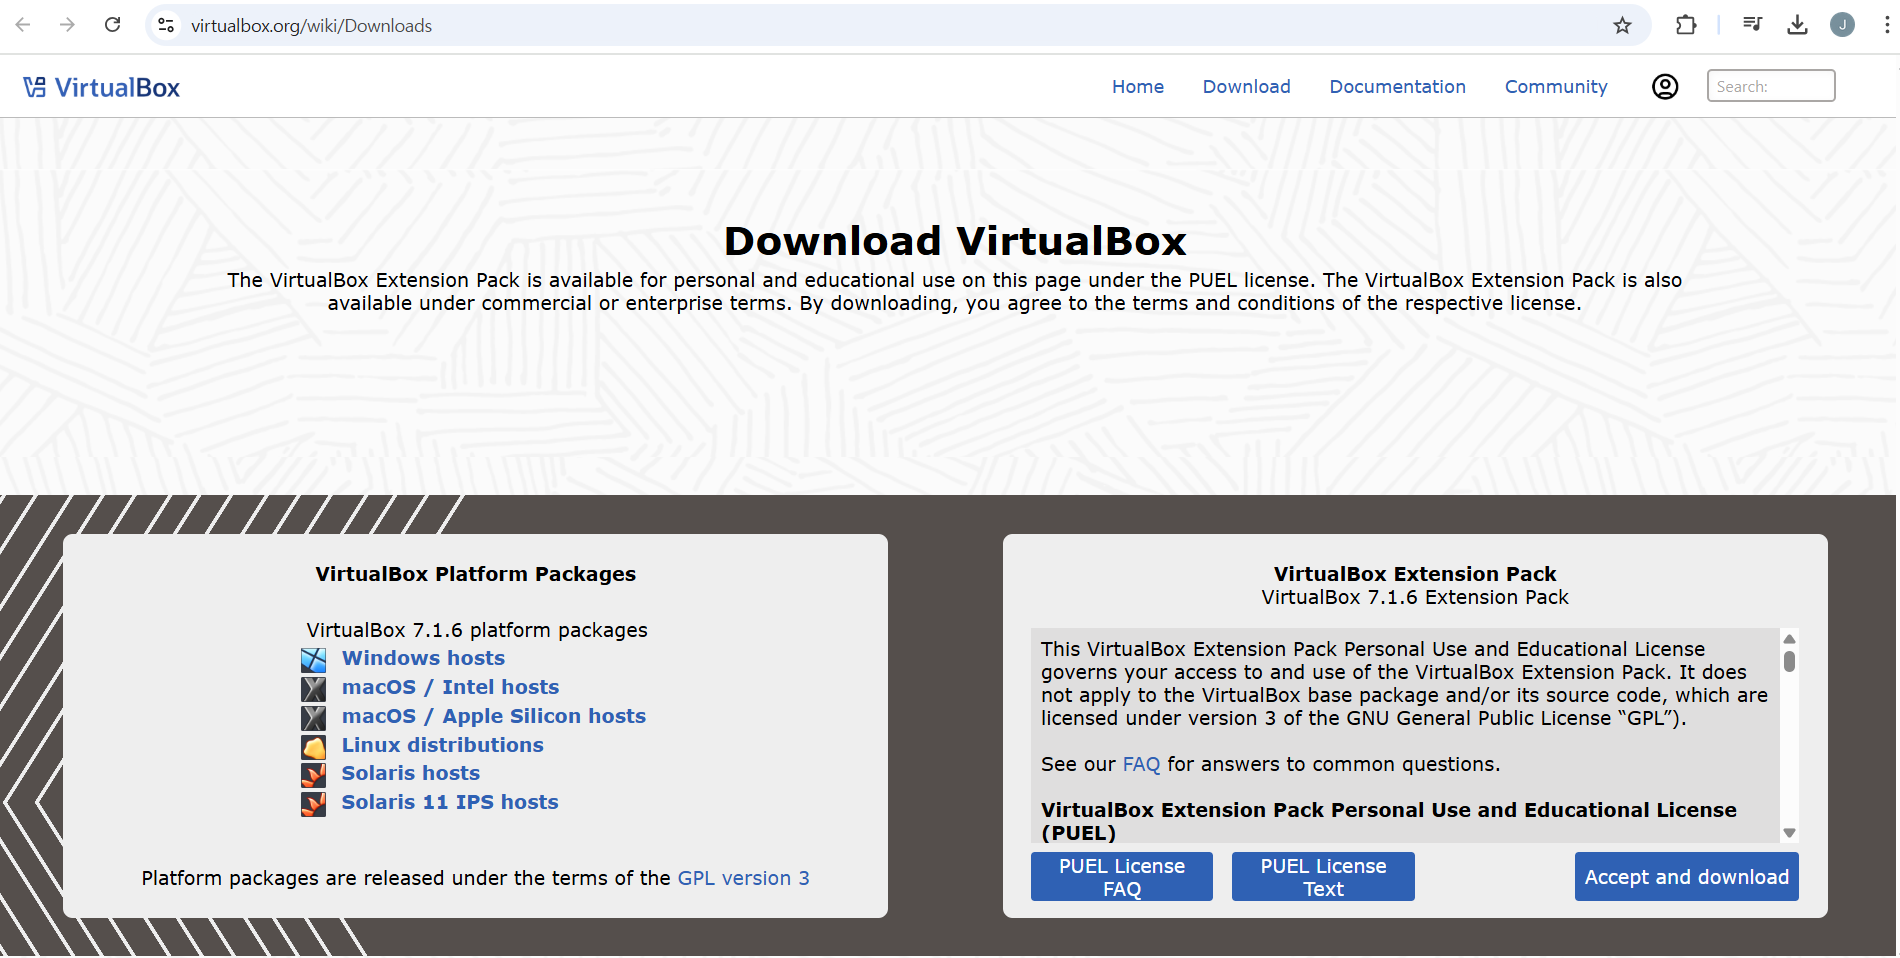 virtualbox.org/wiki/Downloads
J
VirtualBox
Home
Download
Documentation
Community
Search:
Download VirtualBox
The VirtualBox Extension Pack is available for personal and educational use on this page under the PUEL license. The VirtualBox Extension Pack is also
available under commercial or enterprise terms. By downloading, you agree to the terms and conditions of the respective license.
VirtualBox Platform Packages
VirtualBox 7.1.6 platform packages
Windows hosts
macOS / Intel hosts
macOS / Apple Silicon hosts
Linux distributions
Solaris hosts
Solaris 11 IPS hosts
Platform packages are released under the terms of the GPL version 3
VirtualBox Extension Pack
VirtualBox 7.1.6 Extension Pack
This VirtualBox Extension Pack Personal Use and Educational License
governs your access to and use of the VirtualBox Extension Pack. It does
not apply to the VirtualBox base package and/or its source code, which are
licensed under version 3 of the GNU General Public License “GPL”).
See our FAQ for answers to common questions.
VirtualBox Extension Pack Personal Use and Educational License
(PUEL)
PUEL License
FAQ
PUEL License
Text
Accept and download